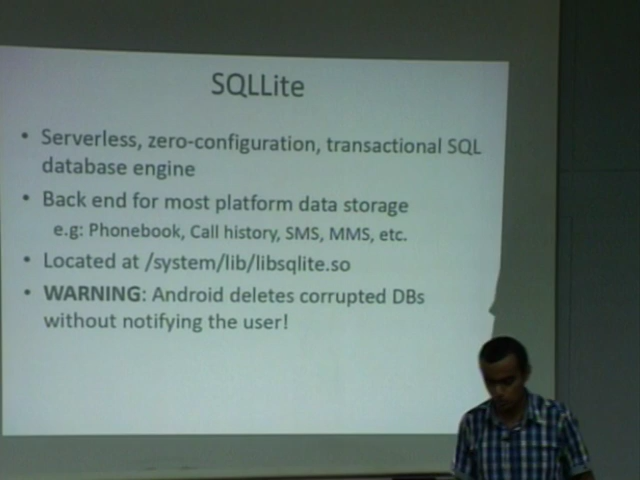 SQLLite
• Serverless, zero-configuration, transactional SQL
database engine
• Back end for most platform data storage
e.g: Phonebook, Call history, SMS, MMS, etc.
• Located at /system/lib/libsqlite.so
• WARNING: Android deletes corrupted DBs
without notifying the user!